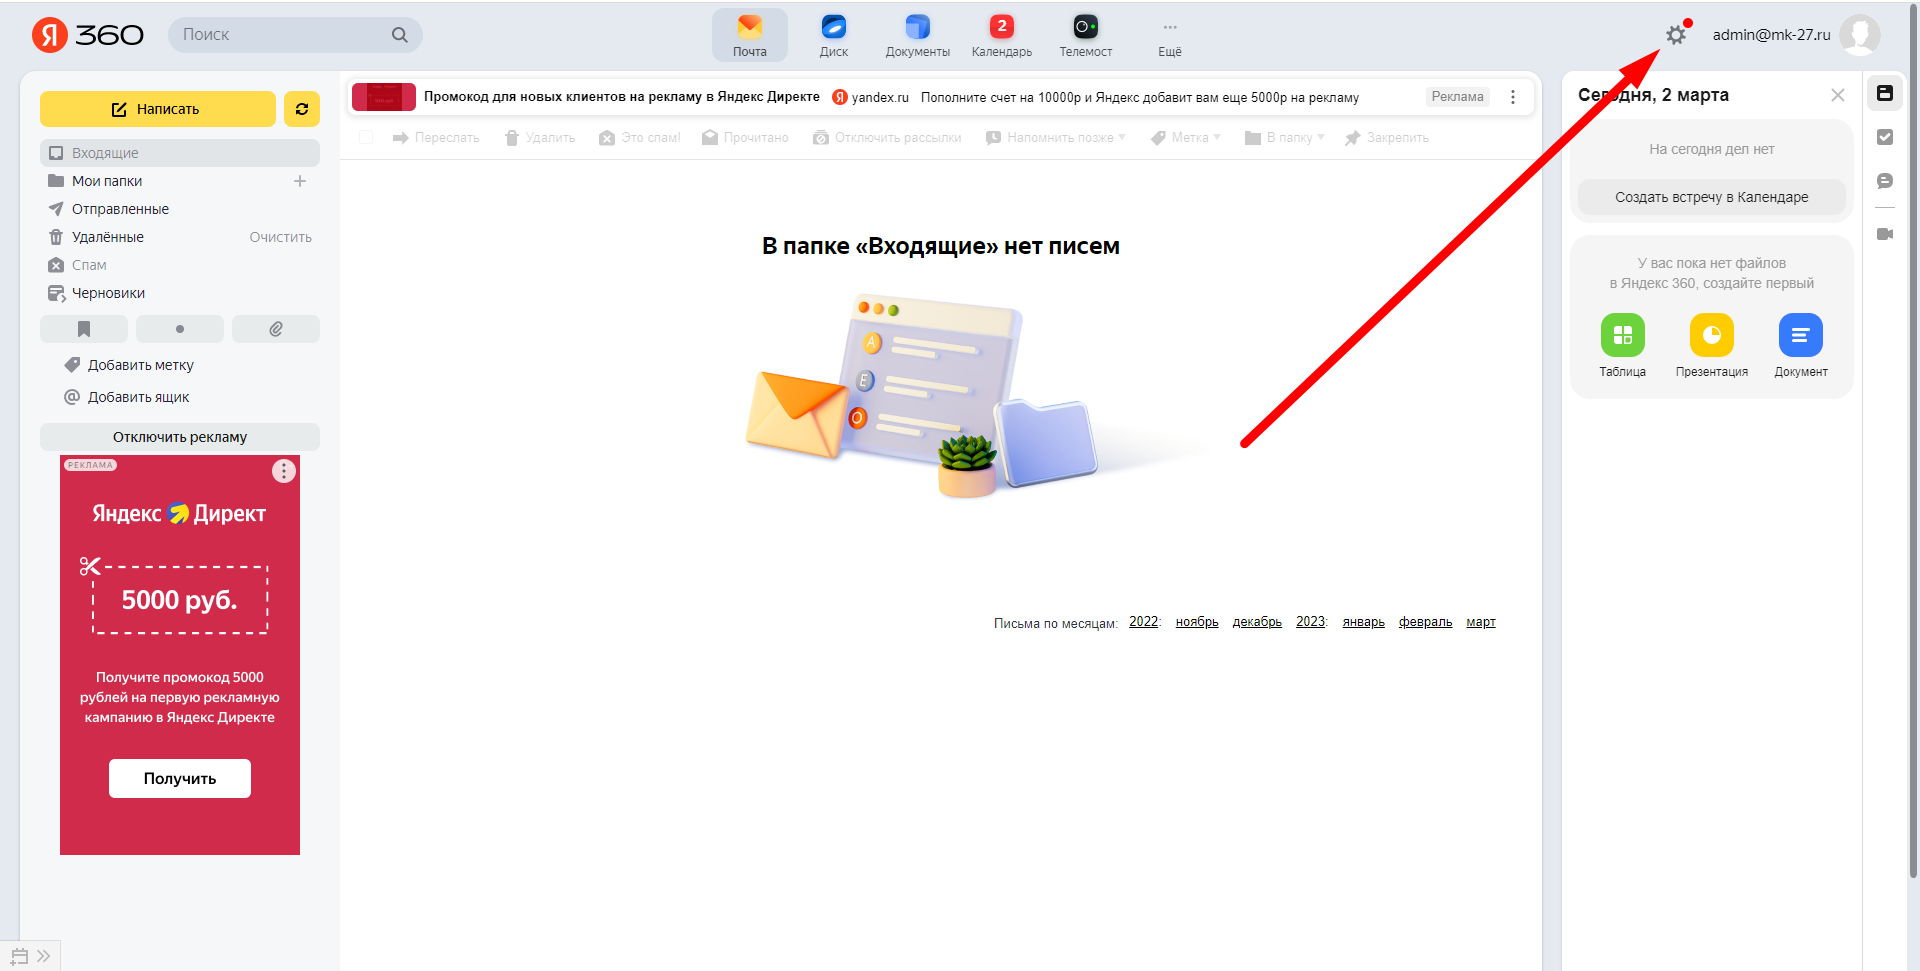 Я 360
Поиск
Почта
Диск
Документы
2
Календарь
Телемост
Ещё
admin@mk-27.ru
Написать
Входящие
Мои папки
Отправленные
Удалённые
Очистить
Спам
Черновики
Добавить метку
@ Добавить ящик
Отключить рекламу
РЕКЛАМА
Яндекс Директ
5000 руб.
Получите промокод 5000
рублей на первую рекламную
кампанию в Яндекс Директе
Получить
Промокод для новых клиентов на рекламу в Яндекс Директе Я yandex.ru Пополните счет на 10000р и Яндекс добавит вам еще 5000р на рекламу Реклама
Переслать Удалить Это спам! Прочитано Отключить рассылки Напомнить позже Метка В папку Закрепить
В папке «Входящие» нет писем
A
E
O
Письма по месяцам: 2022: ноябрь декабрь 2023: январь февраль март
Сегодня, 2 марта
На сегодня дел нет
Создать встречу в Календаре
У вас пока нет файлов
в Яндекс 360, создайте первый
Таблица Презентация Документ